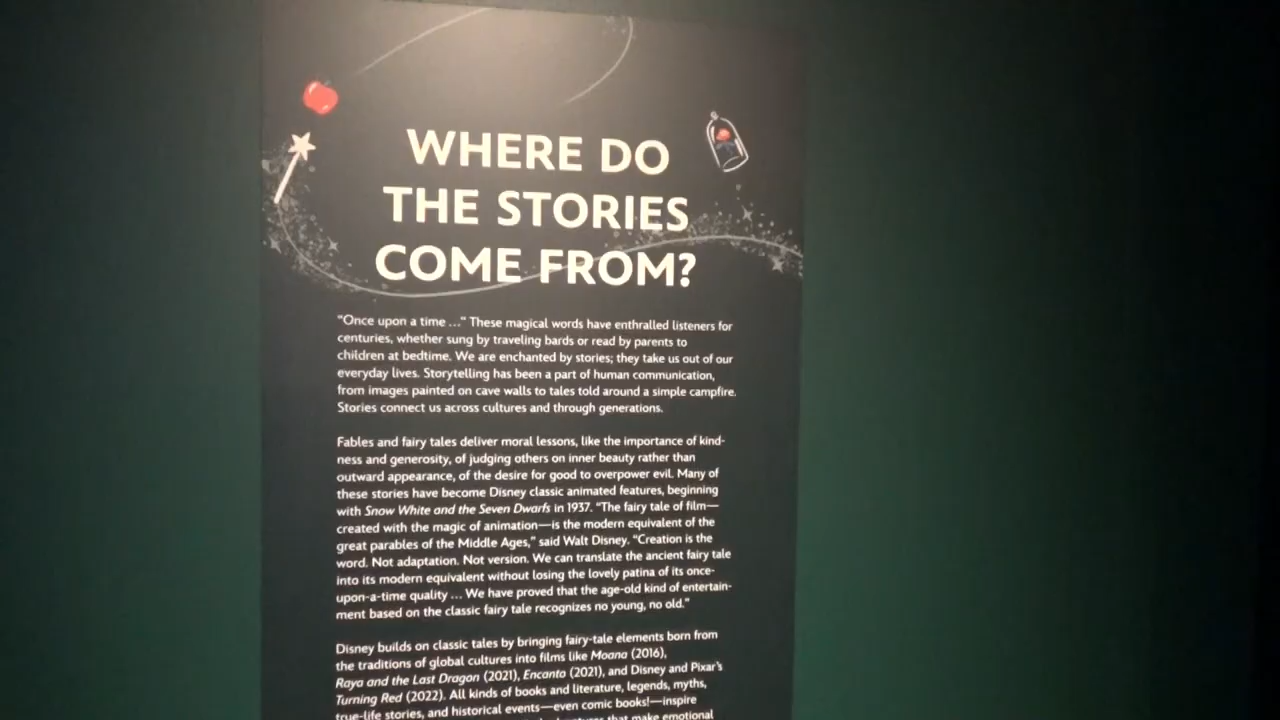 WHERE DO
THE STORIES
COME FROM?
"Once upon a time ..." These magical words have enthralled listeners for
centuries, whether sung by traveling bards or read by parents to
children at bedtime. We are enchanted by stories; they take us out of our
everyday lives. Storytelling has been a part of human communication,
from images painted on cave walls to tales told around a simple campfire.
Stories connect us across cultures and through generations.
Fables and fairy tales deliver moral lessons, like the importance of kind-
ness and generosity, of judging others on inner beauty rather than
outward appearance, of the desire for good to overpower evil. Many of
these stories have become Disney classic animated features, beginning
with Snow White and the Seven Dwarfs in 1937. "The fairy tale of film—
created with the magic of animation—is the modern equivalent of the
great parables of the Middle Ages," said Walt Disney. "Creation is the
word. Not adaptation. Not version. We can translate the ancient fairy tale
into its modern equivalent without losing the lovely patina of its once-
upon-a-time quality ... We have proved that the age-old kind of entertain-
ment based on the classic fairy tale recognizes no young, no old."
Disney builds on classic tales by bringing fairy-tale elements born from
the traditions of global cultures into films like Moana (2016),
Raya and the Last Dragon (2021), Encanto (2021), and Disney and Pixar's
Turning Red (2022). All kinds of books and literature, legends, myths,
true-life stories, and historical events—even comic books!—inspire
that make emotional